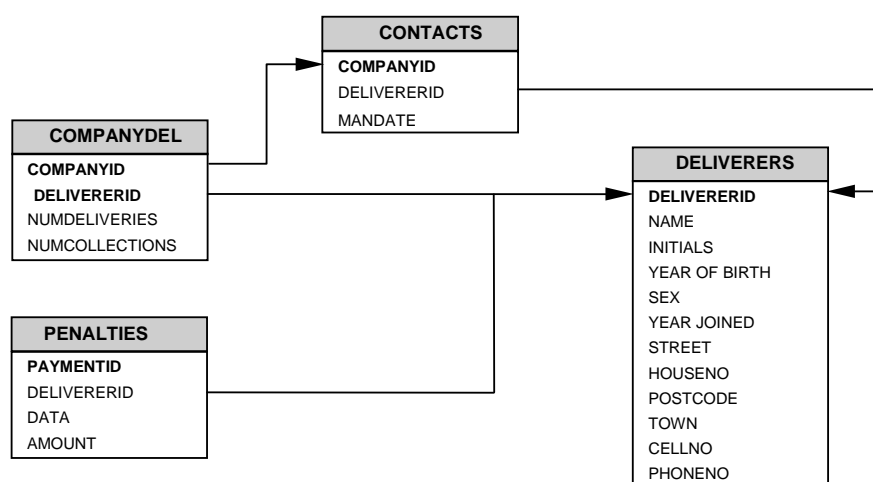 CONTACTS
COMPANYID
DELIVERERID
MANDATE
COMPANYDEL
COMPANYID
DELIVERERID
NUMDELIVERIES
NUMCOLLECTIONS
DELIVERERS
DELIVERERID
NAME
INITIALS
YEAR OF BIRTH
SEX
YEAR JOINED
STREET
HOUSENO
POSTCODE
TOWN
CELLNO
PHONENO
PENALTIES
PAYMENTID
DELIVERERID
DATA
AMOUNT